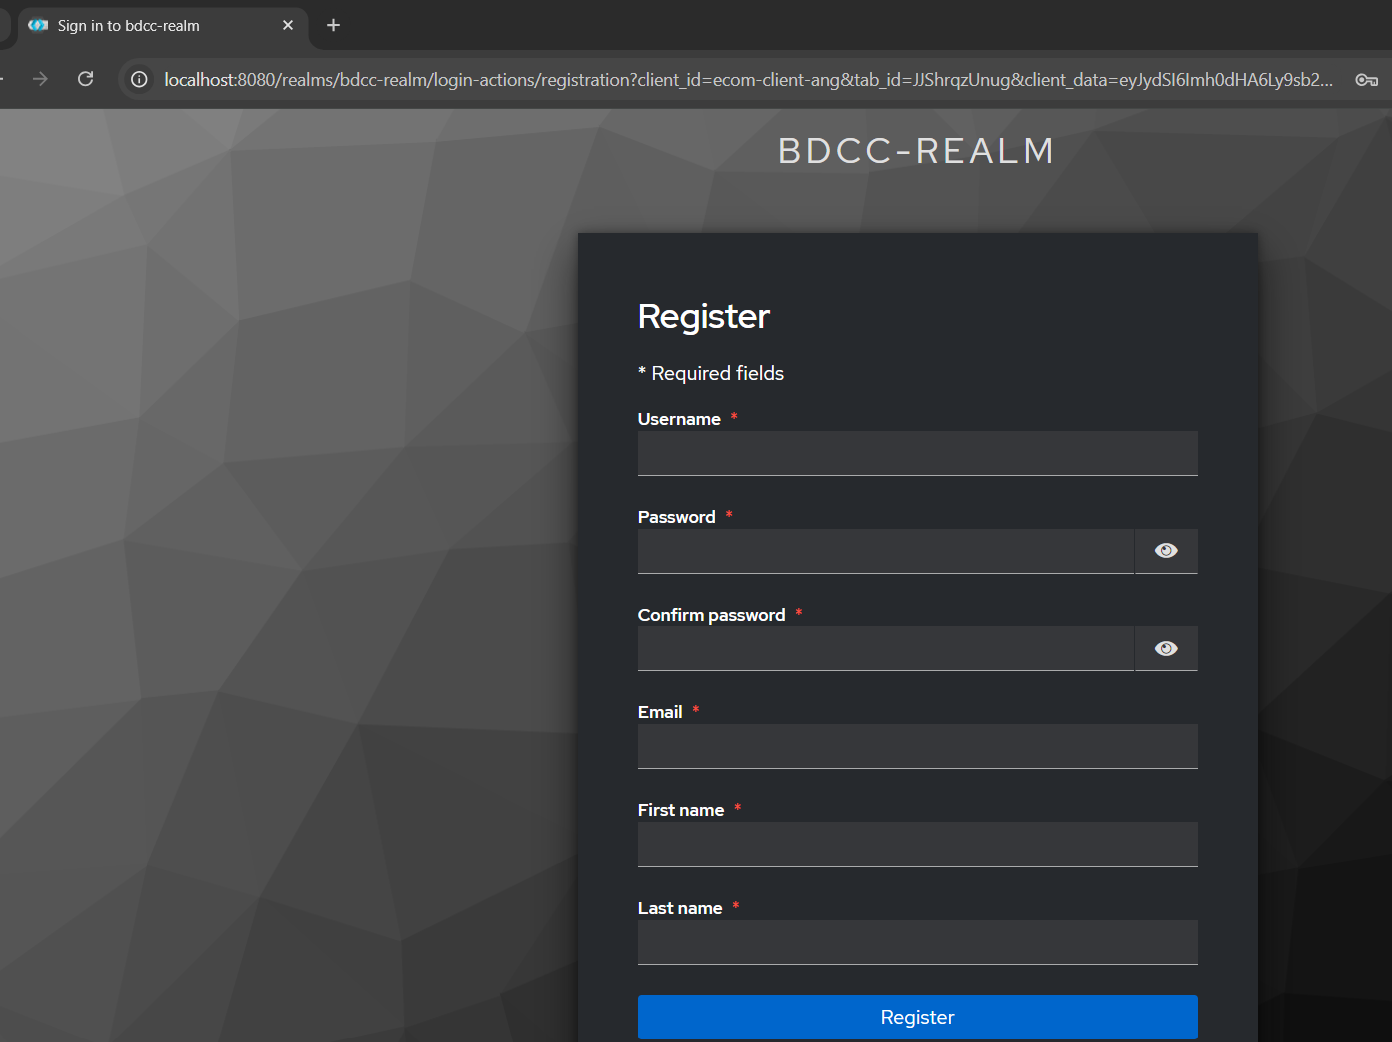 Sign in to bdcc-realm
localhost:8080/realms/bdcc-realm/login-actions/registration?client_id=ecom-client-ang&tab_id=JJShrqzUnug&client_data=eyJydSI6Imh0dHA6Ly9sb2...
BDCC-REALM
Register
* Required fields
Username *
Password *
Confirm password *
Email *
First name *
Last name *
Register